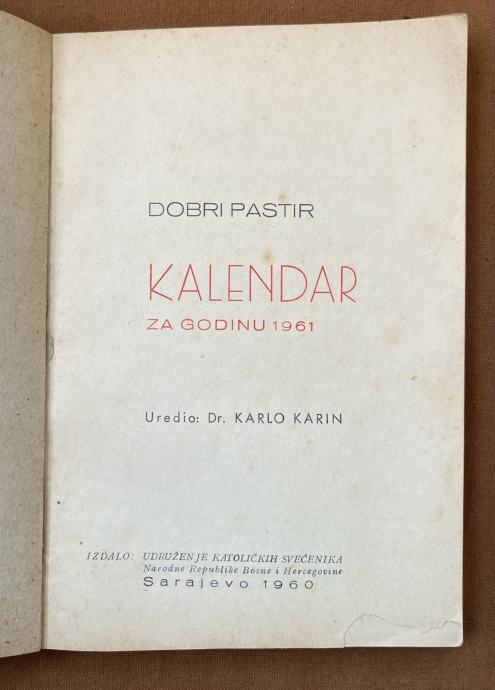 DOBRI PASTIR
KALENDAR
ZA GODINU 1961
Uredio: Dr. KARLO KARIN
IZDALO: UDRUŽENJE KATOLIČKIH SVEĆENIKA
Narodne Republike Bosne i Hercegovine
Sarajevo 1960